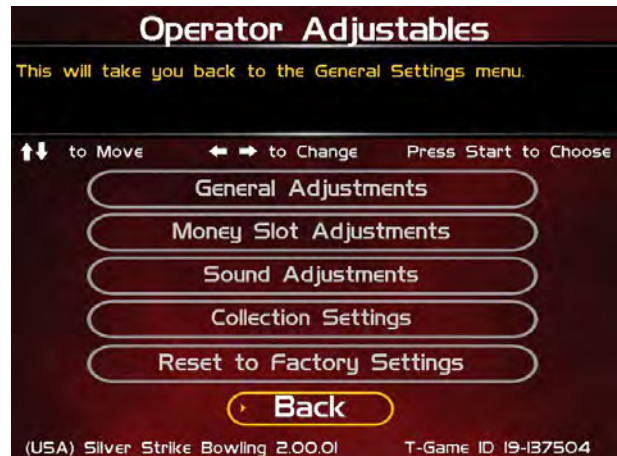 Operator Adjustables
This will take you back to the General Settings menu.
to Move to Change Press Start to Choose
General Adjustments
Money Slot Adjustments
Sound Adjustments
Collection Settings
Reset to Factory Settings
Back
(USA) Silver Strike Bowling 2.00.01 T-Game ID 19-137504